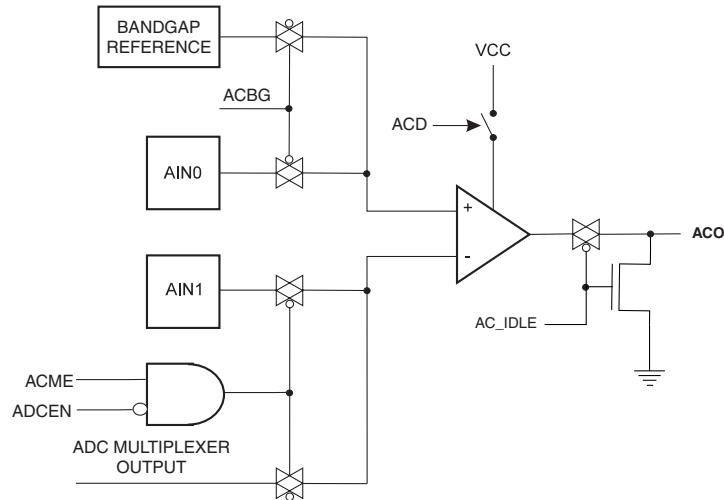 BANDGAP
REFERENCE
VCC
ACBG
ACD
AIN0
+
ACO
-
AIN1
AC_IDLE
ACME
ADCEN
ADC MULTIPLEXER
OUTPUT